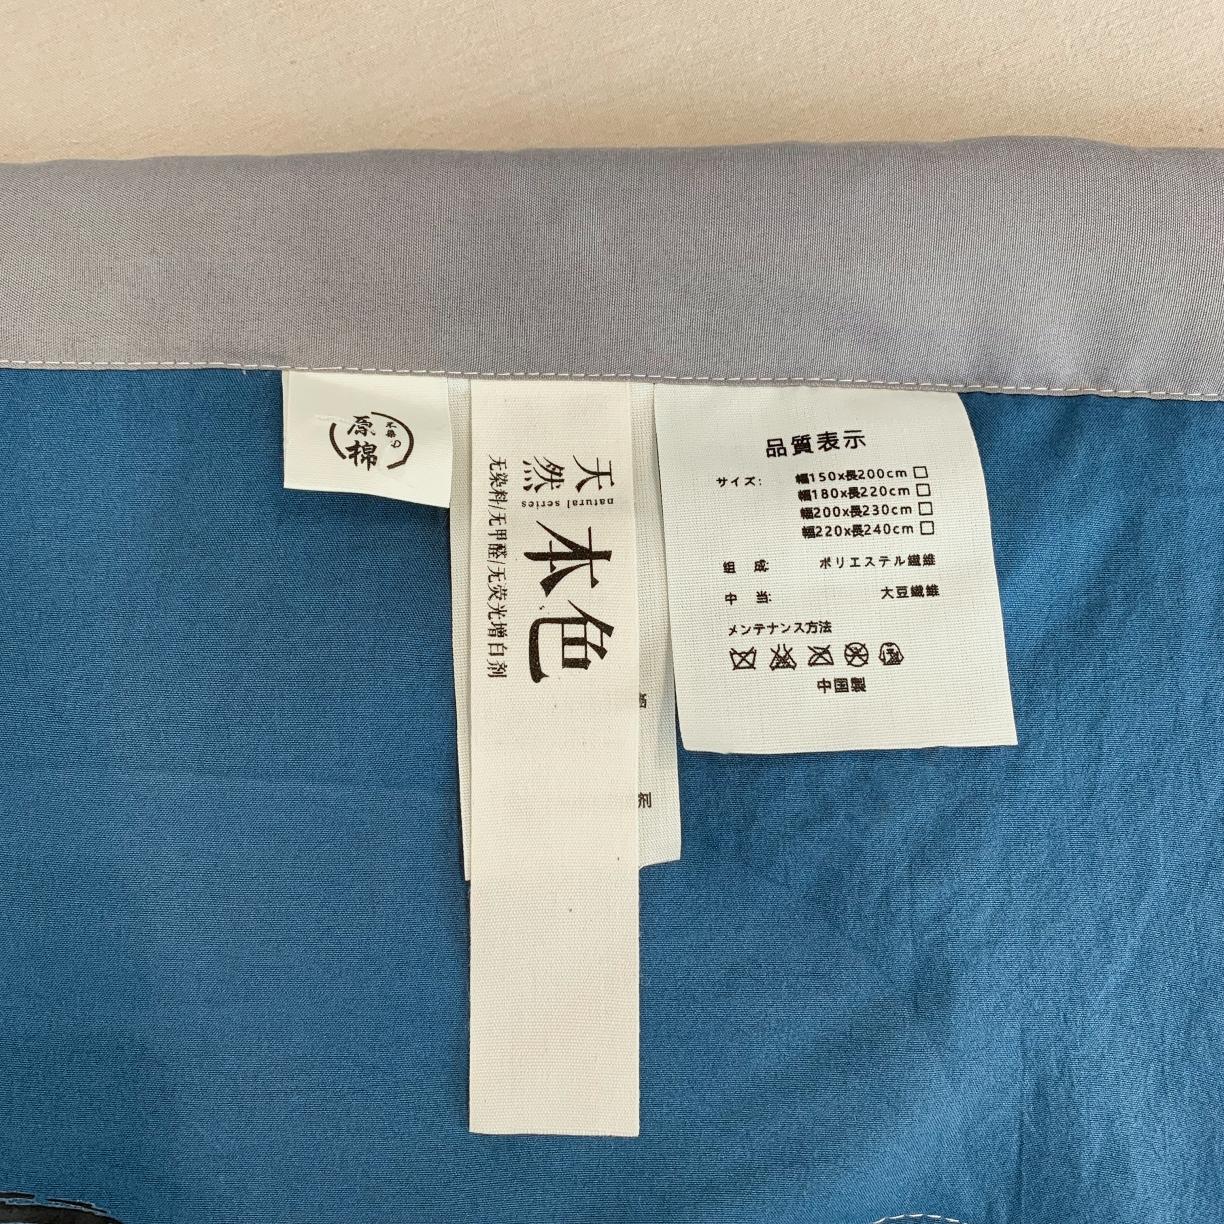 原棉
天然
natural series
本色
无染料/无甲醛/无荧光增白剂
剂
品質表示
サイズ: 幅150x長200cm
幅180x長220cm
幅200x長230cm
幅220x長240cm
组 成: ポリエステル繊維
中 当: 大豆繊維
メンテナンス方法
中国製